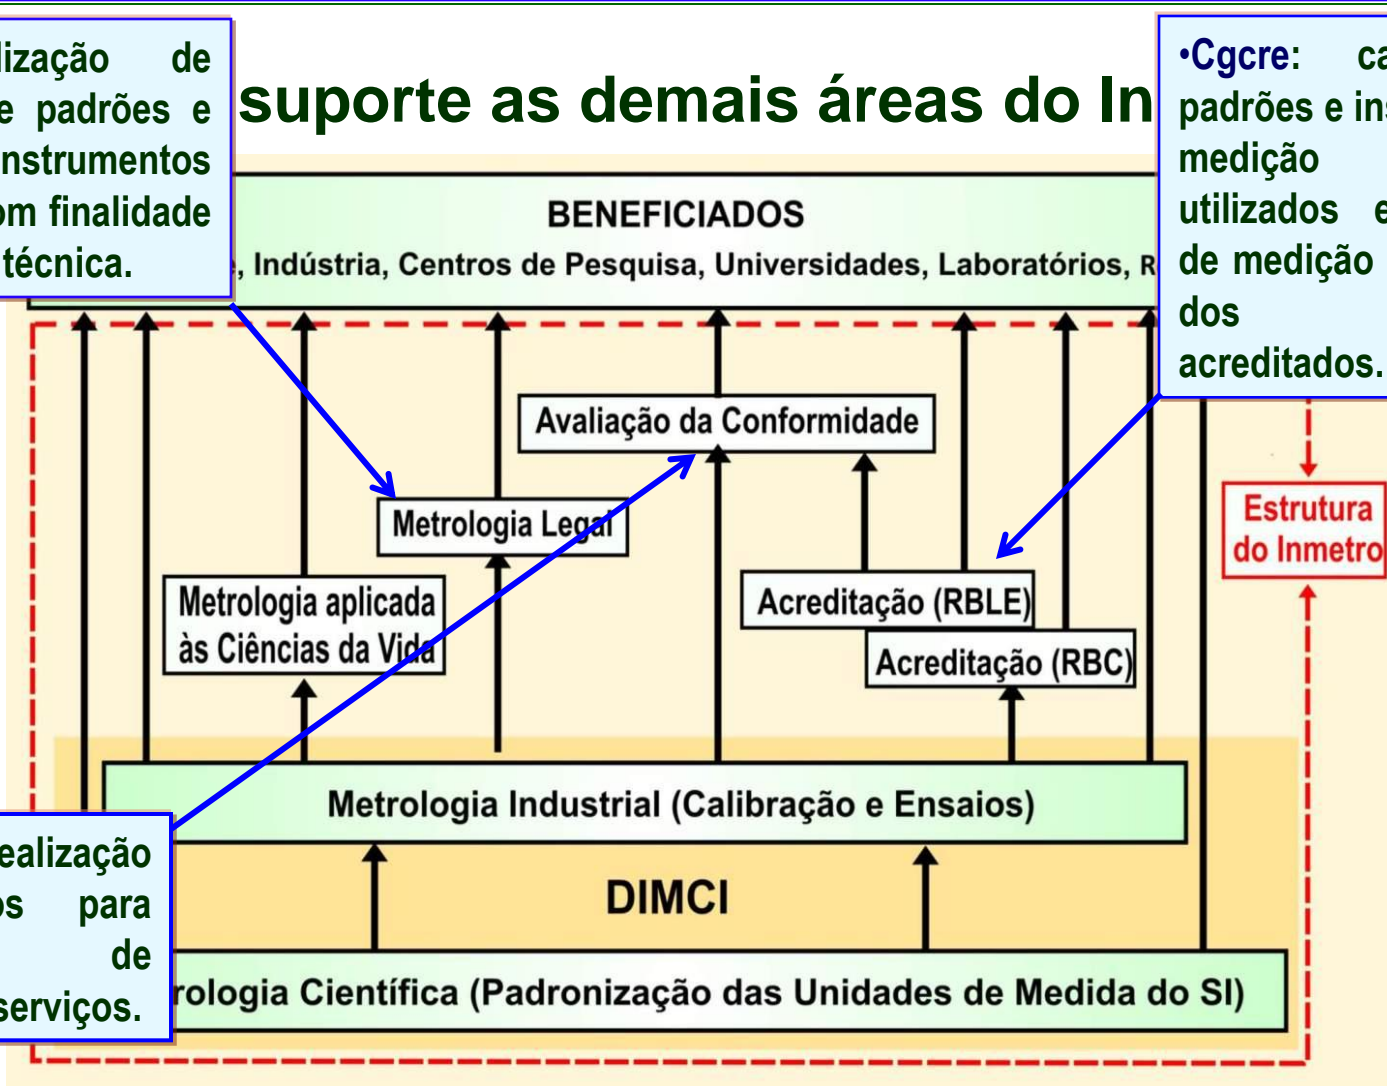 lização de
e padrões e
nstrumentos
om finalidade
técnica.
suporte as demais áreas do In
•Cgcre: ca
padrões e ins
medição
utilizados e
de medição
dos
acreditados.
BENEFICIADOS
, Indústria, Centros de Pesquisa, Universidades, Laboratórios, R
Avaliação da Conformidade
Metrologia Legal
Estrutura
do Inmetro
Metrologia aplicada
às Ciências da Vida
Acreditação (RBLE)
Acreditação (RBC)
Metrologia Industrial (Calibração e Ensaios)
ealização
os para
de
serviços.
DIMCI
rologia Científica (Padronização das Unidades de Medida do SI)